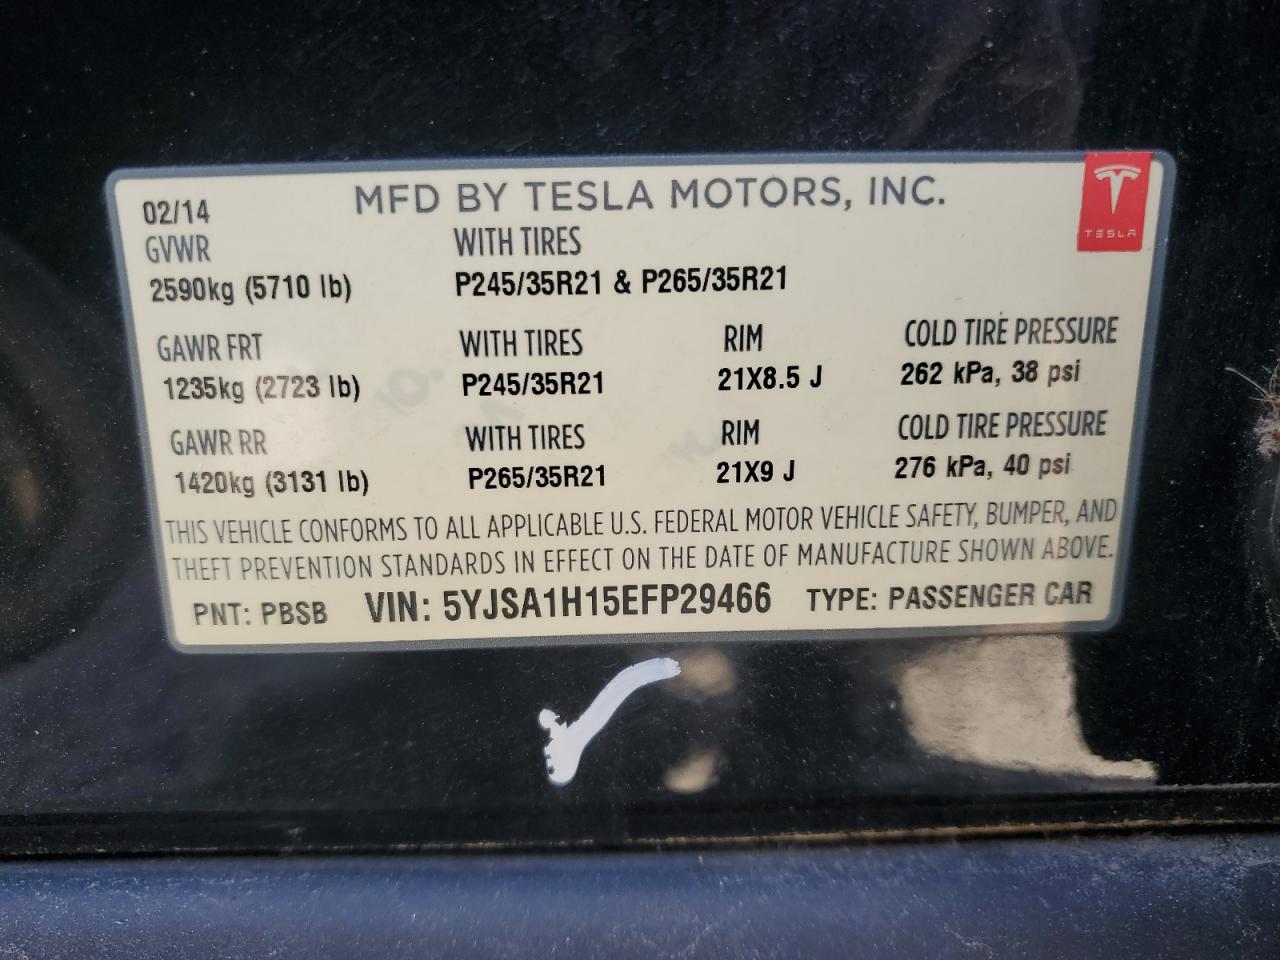 02/14 MFD BY TESLA MOTORS, INC.
TESLA
GVWR WITH TIRES
2590kg (5710 lb) P245/35R21 & P265/35R21
GAWR FRT WITH TIRES RIM COLD TIRE PRESSURE
1235kg (2723 lb) P245/35R21 21X8.5 J 262 kPa, 38 psi
GAWR RR WITH TIRES RIM COLD TIRE PRESSURE
1420kg (3131 lb) P265/35R21 21X9 J 276 kPa, 40 psi
THIS VEHICLE CONFORMS TO ALL APPLICABLE U.S. FEDERAL MOTOR VEHICLE SAFETY, BUMPER, AND
THEFT PREVENTION STANDARDS IN EFFECT ON THE DATE OF MANUFACTURE SHOWN ABOVE.
PNT: PBSB VIN: 5YJSA1H15EFP29466 TYPE: PASSENGER CAR